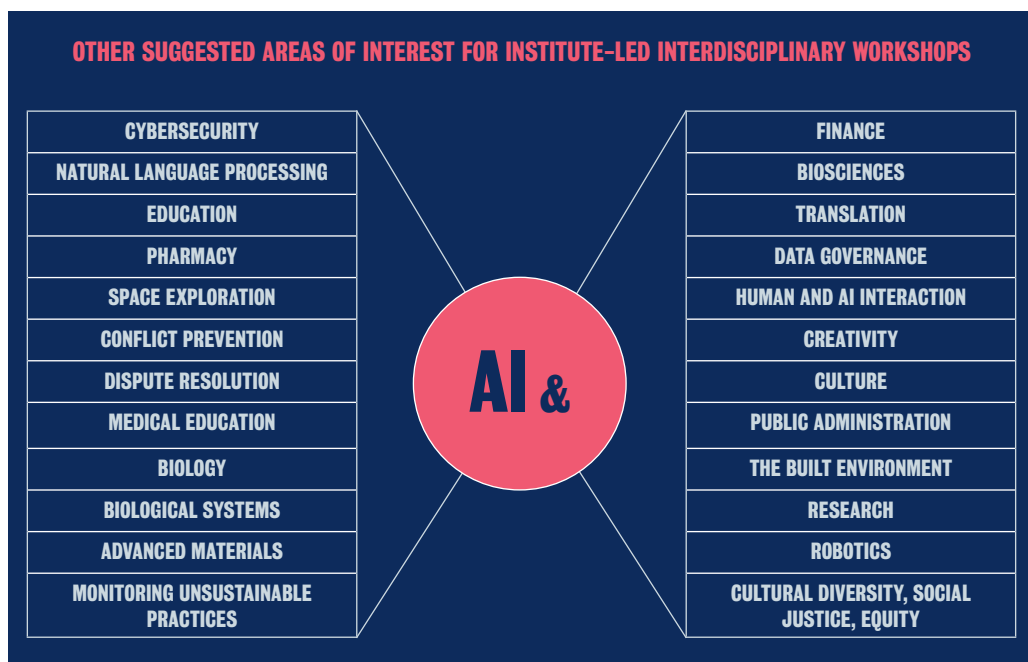 OTHER SUGGESTED AREAS OF INTEREST FOR INSTITUTE-LED INTERDISCIPLINARY WORKSHOPS
CYBERSECURITY
NATURAL LANGUAGE PROCESSING
EDUCATION
PHARMACY
SPACE EXPLORATION
CONFLICT PREVENTION
DISPUTE RESOLUTION
MEDICAL EDUCATION
BIOLOGY
BIOLOGICAL SYSTEMS
ADVANCED MATERIALS
MONITORING UNSUSTAINABLE
PRACTICES
AI &
FINANCE
BIOSCIENCES
TRANSLATION
DATA GOVERNANCE
HUMAN AND AI INTERACTION
CREATIVITY
CULTURE
PUBLIC ADMINISTRATION
THE BUILT ENVIRONMENT
RESEARCH
ROBOTICS
CULTURAL DIVERSITY, SOCIAL
JUSTICE, EQUITY